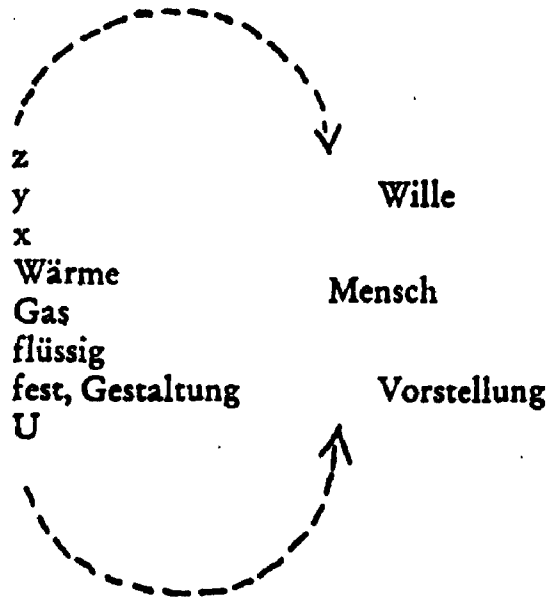 z
y
x
Wärme
Gas
flüssig
fest, Gestaltung
U
Wille
Mensch
Vorstellung